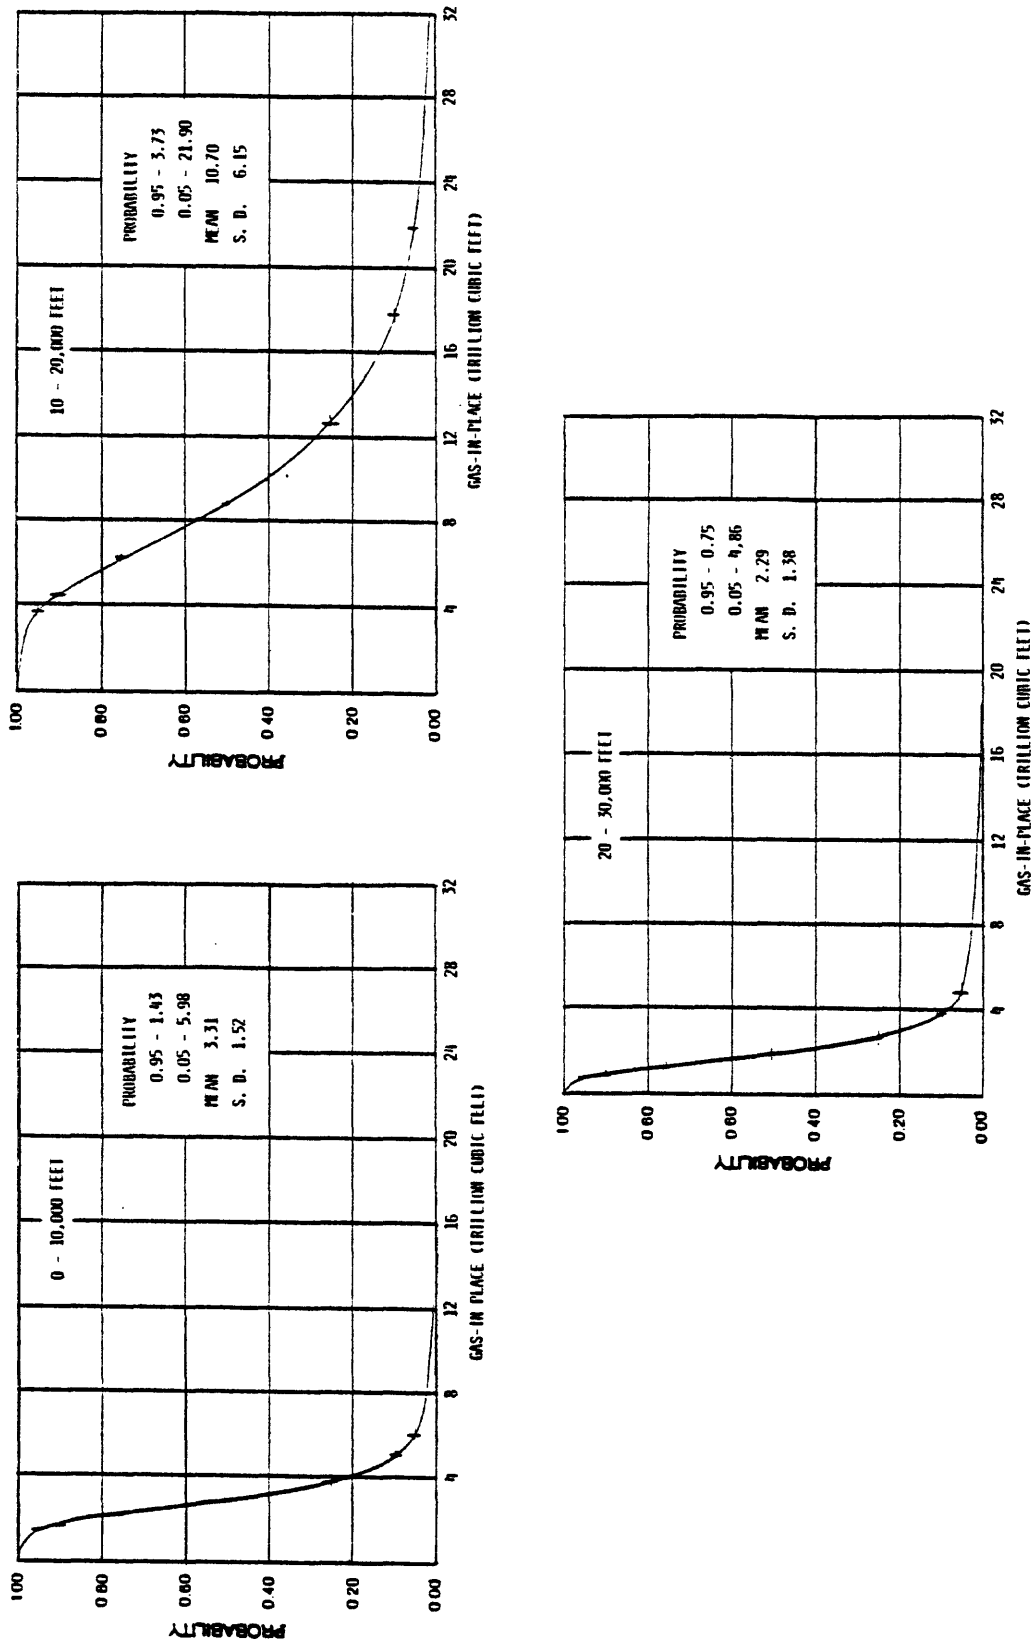 0 - 10,000 FEET
PROBABILITY
0.95 - 1.43
0.05 - 5.98
MEAN 3.31
S. D. 1.52
PROBABILITY
1.00
0.80
0.60
0.40
0.20
0.00
4
8
12
16
20
24
28
32
GAS-IN PLACE (TRILLION CUBIC FEET)
10 - 20,000 FEET
PROBABILITY
0.95 - 3.73
0.05 - 21.90
MEAN 10.70
S. D. 6.15
PROBABILITY
1.00
0.80
0.60
0.40
0.20
0.00
4
8
12
16
20
24
28
32
GAS-IN-PLACE (TRILLION CUBIC FEET)
20 - 30,000 FEET
PROBABILITY
0.95 - 0.75
0.05 - 4,86
MEAN 2.29
S. D. 1.38
PROBABILITY
1.00
0.80
0.60
0.40
0.20
0.00
4
8
12
16
20
24
28
32
GAS-IN-PLACE (TRILLION CUBIC FEET)